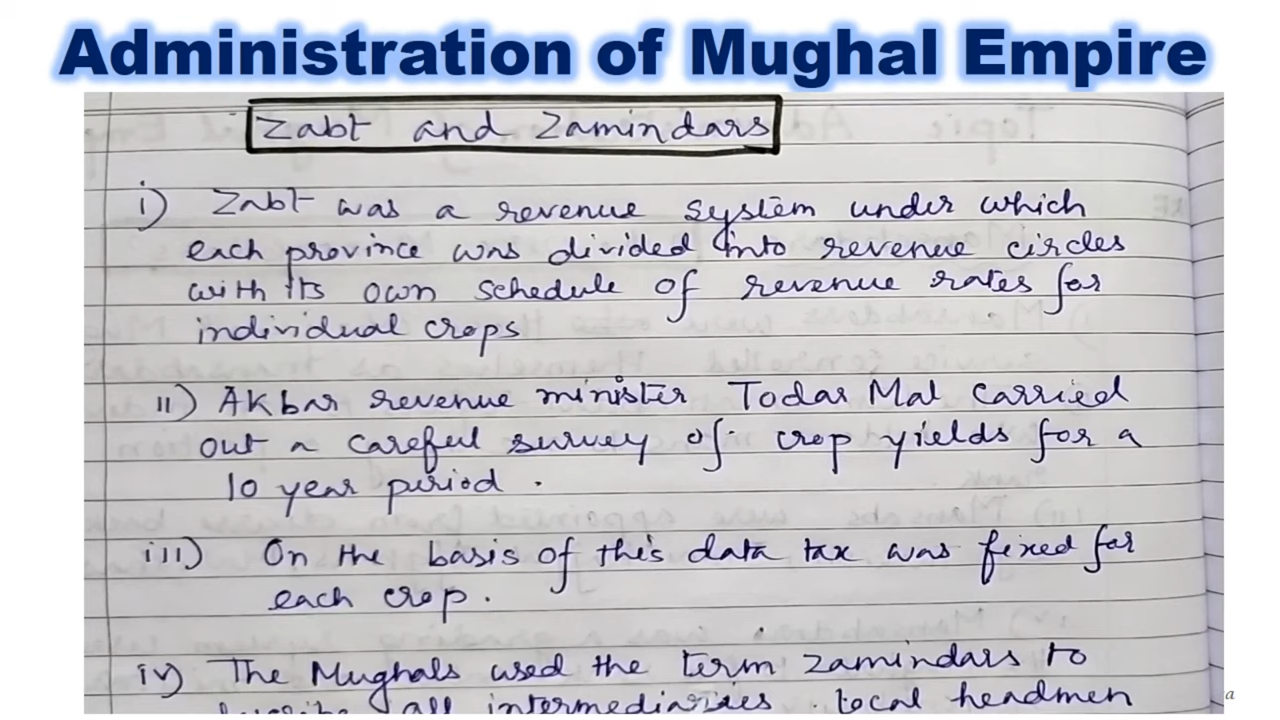 Administration of Mughal Empire
Zabt and Zamindars
i) Zabt was a revenue system under which
each province was divided into revenue circles
with its own schedule of revenue rates for
individual crops
ii) Akbar revenue minister Todar Mal carried
out a careful survey of crop yields for a
10 year period.
iii) On the basis of this data tax was fixed for
each crop.
iv) The Mughals used the term zamindars to
all intermediaries local headmen
a